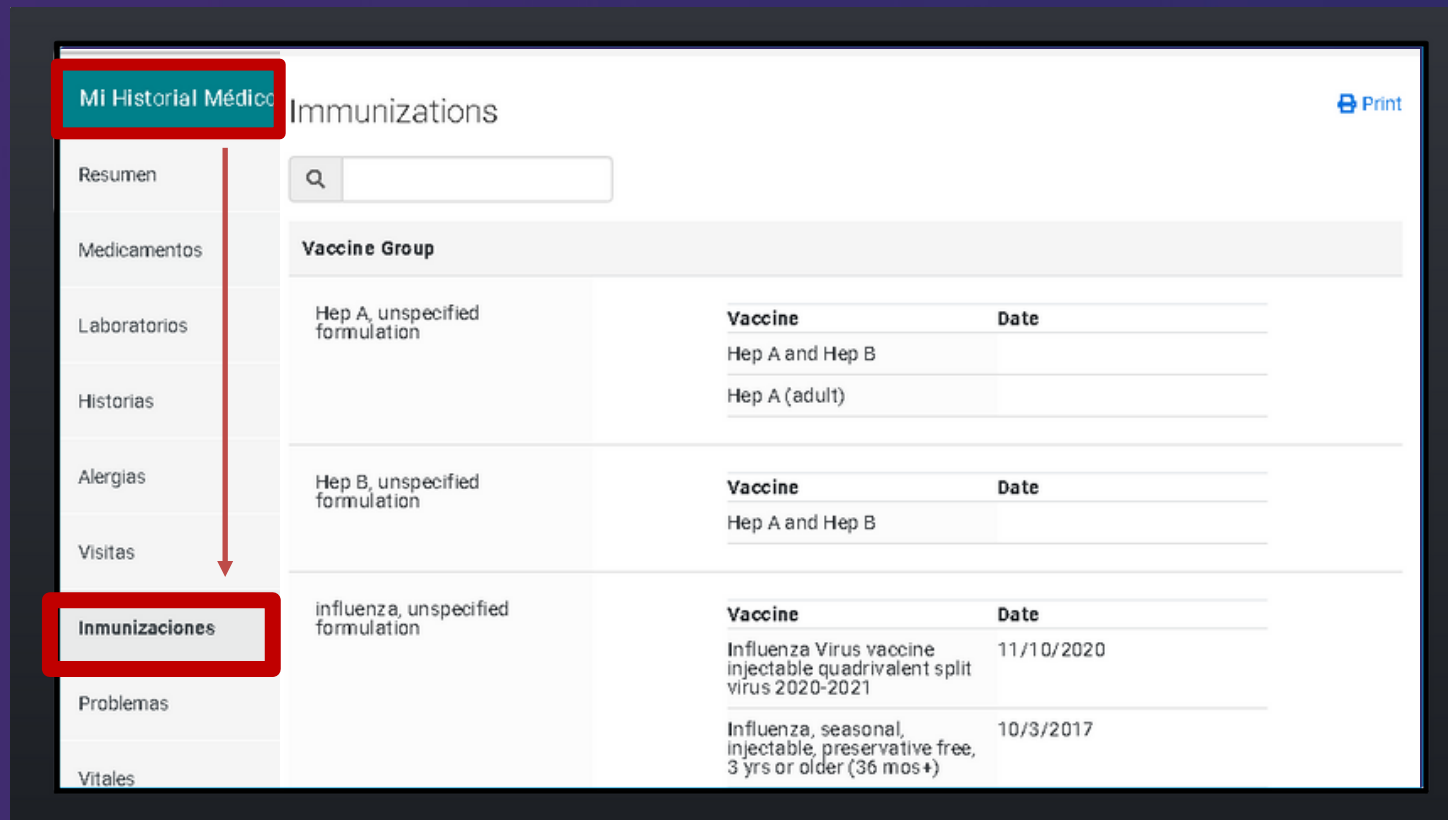 Mi Historial Médico
Resumen
Medicamentos
Laboratorios
Historias
Alergias
Visitas
Inmunizaciones
Problemas
Vitales
Immunizations
Print
Vaccine Group
Hep A, unspecified
formulation
Vaccine Date
Hep A and Hep B
Hep A (adult)
Hep B, unspecified
formulation
Vaccine Date
Hep A and Hep B
influenza, unspecified
formulation
Vaccine Date
Influenza Virus vaccine 11/10/2020
injectable quadrivalent split
virus 2020-2021
Influenza, seasonal, 10/3/2017
injectable, preservative free,
3 yrs or older (36 mos+)